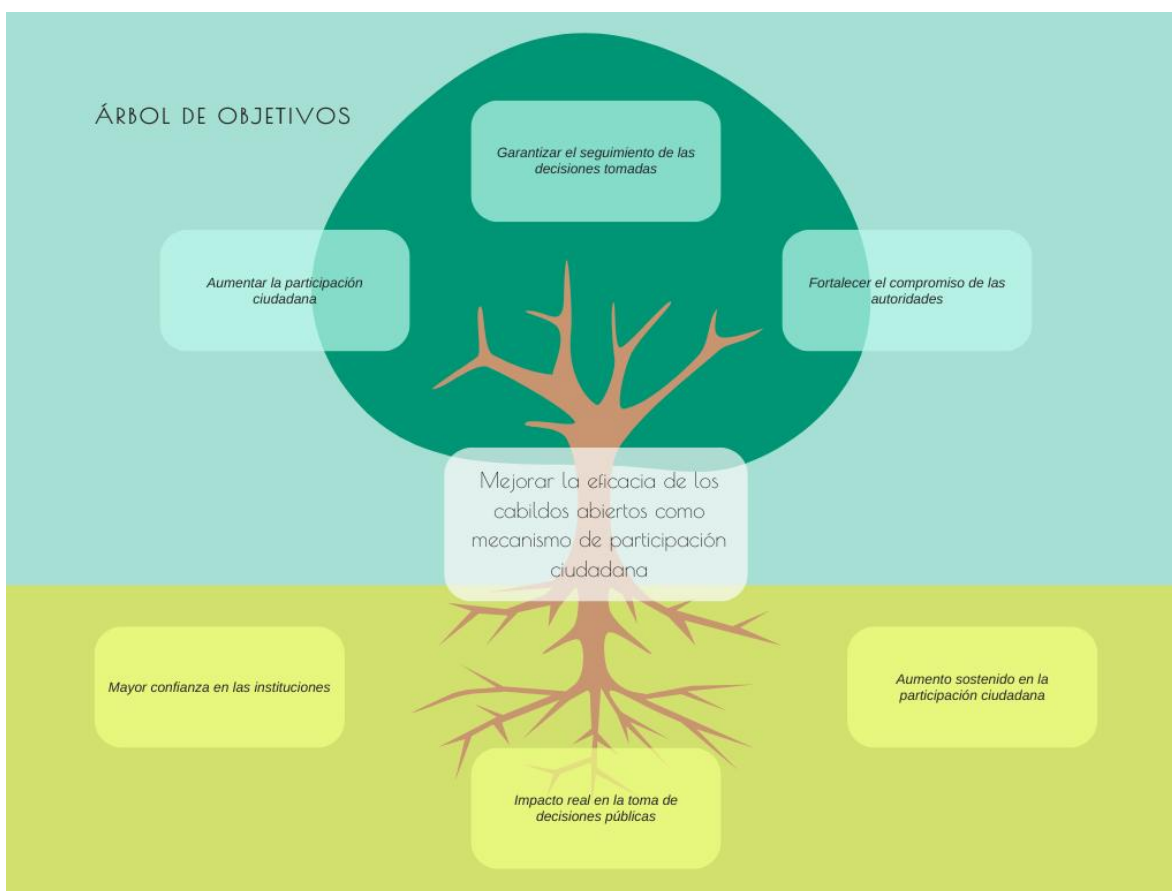 ÁRBOL DE OBJETIVOS
Garantizar el seguimiento de las
decisiones tomadas
Aumentar la participación
ciudadana
Fortalecer el compromiso de las
autoridades
Mejorar la eficacia de los
cabildos abiertos como
mecanismo de participación
ciudadana
Mayor confianza en las instituciones
Aumento sostenido en la
participación ciudadana
Impacto real en la toma de
decisiones públicas